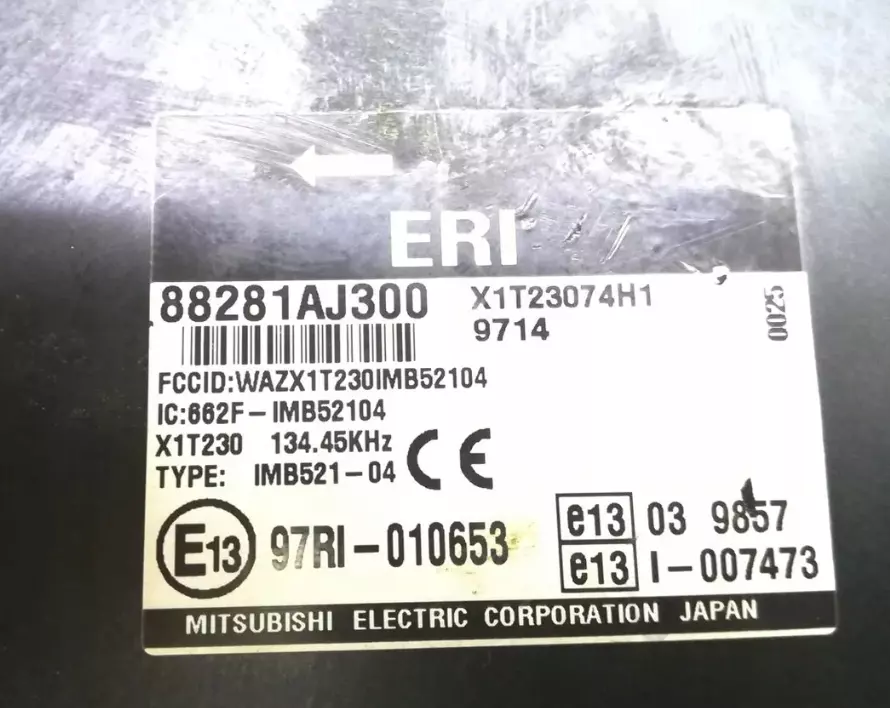 ERI
88281AJ300 X1T23074H1
9714
0025
FCCID:WAZX1T230IMB52104
IC:662F-IMB52104
X1T230 134.45KHz
TYPE: IMB521-04 CE
E13 97RI-010653
e13 03 9857
e13 I-007473
MITSUBISHI ELECTRIC CORPORATION JAPAN